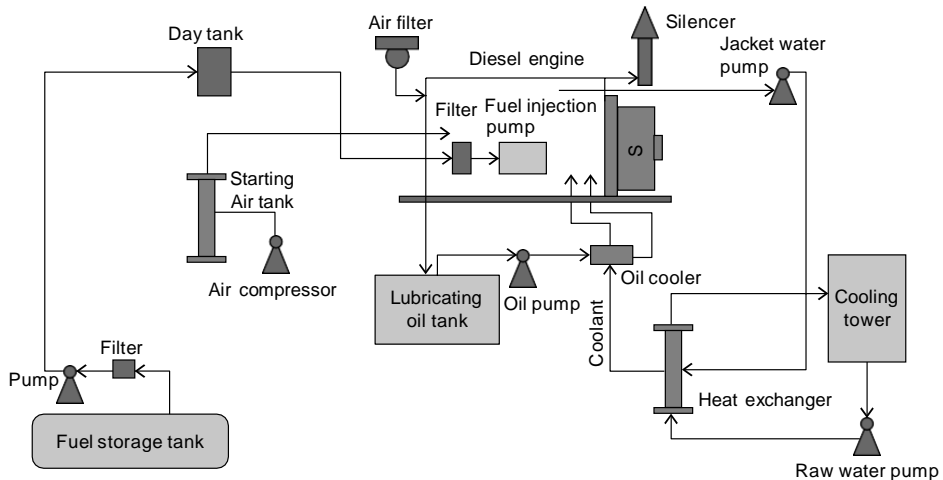 Air filter
Silencer
Day tank
Diesel engine
Jacket water
pump
Filter
Fuel injection
pump
S
Starting
Air tank
Air compressor
Lubricating
oil tank
Oil pump
Oil cooler
Coolant
Cooling
tower
Filter
Pump
Heat exchanger
Fuel storage tank
Raw water pump